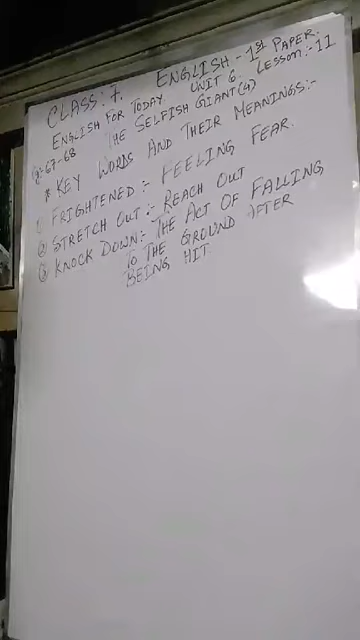 CLASS: 7. ENGLISH - 1st PAPER.
ENGLISH FOR TODAY UNIT 6. LESSON:- 11
THE SELFISH GIANT(4)
Pg:-67-68
* KEY WORDS AND THEIR MEANINGS:-
① FRIGHTENED :- FEELING FEAR.
② STRETCH OUT:- REACH OUT
③ KNOCK DOWN:- THE ACT OF FALLING
TO THE GROUND AFTER
BEING HIT